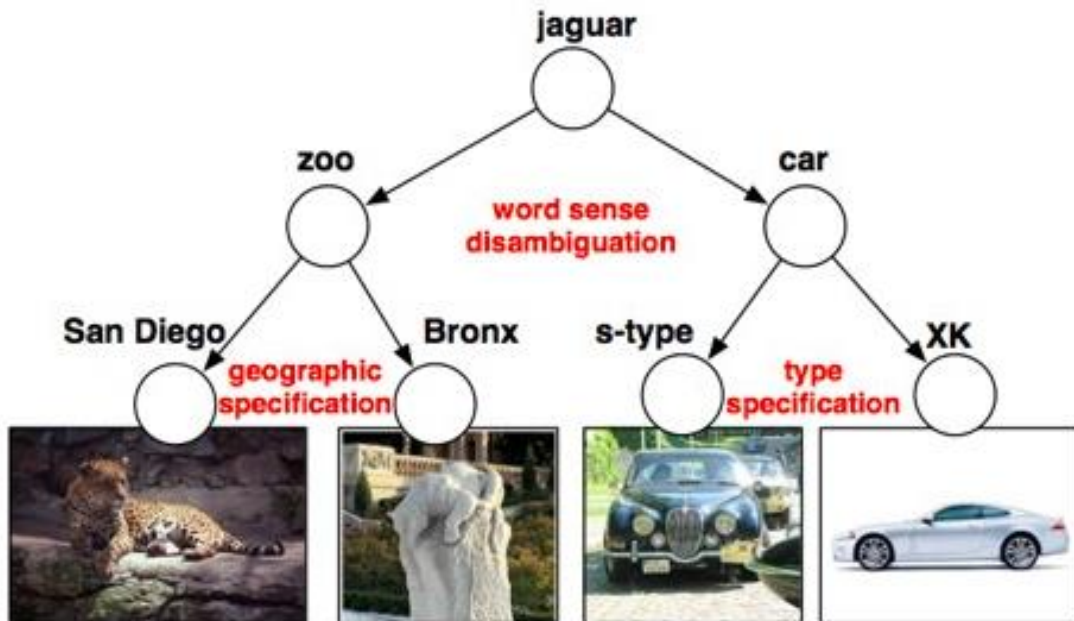 jaguar
zoo
car
word sense
disambiguation
San Diego
Bronx
s-type
XK
geographic
specification
type
specification